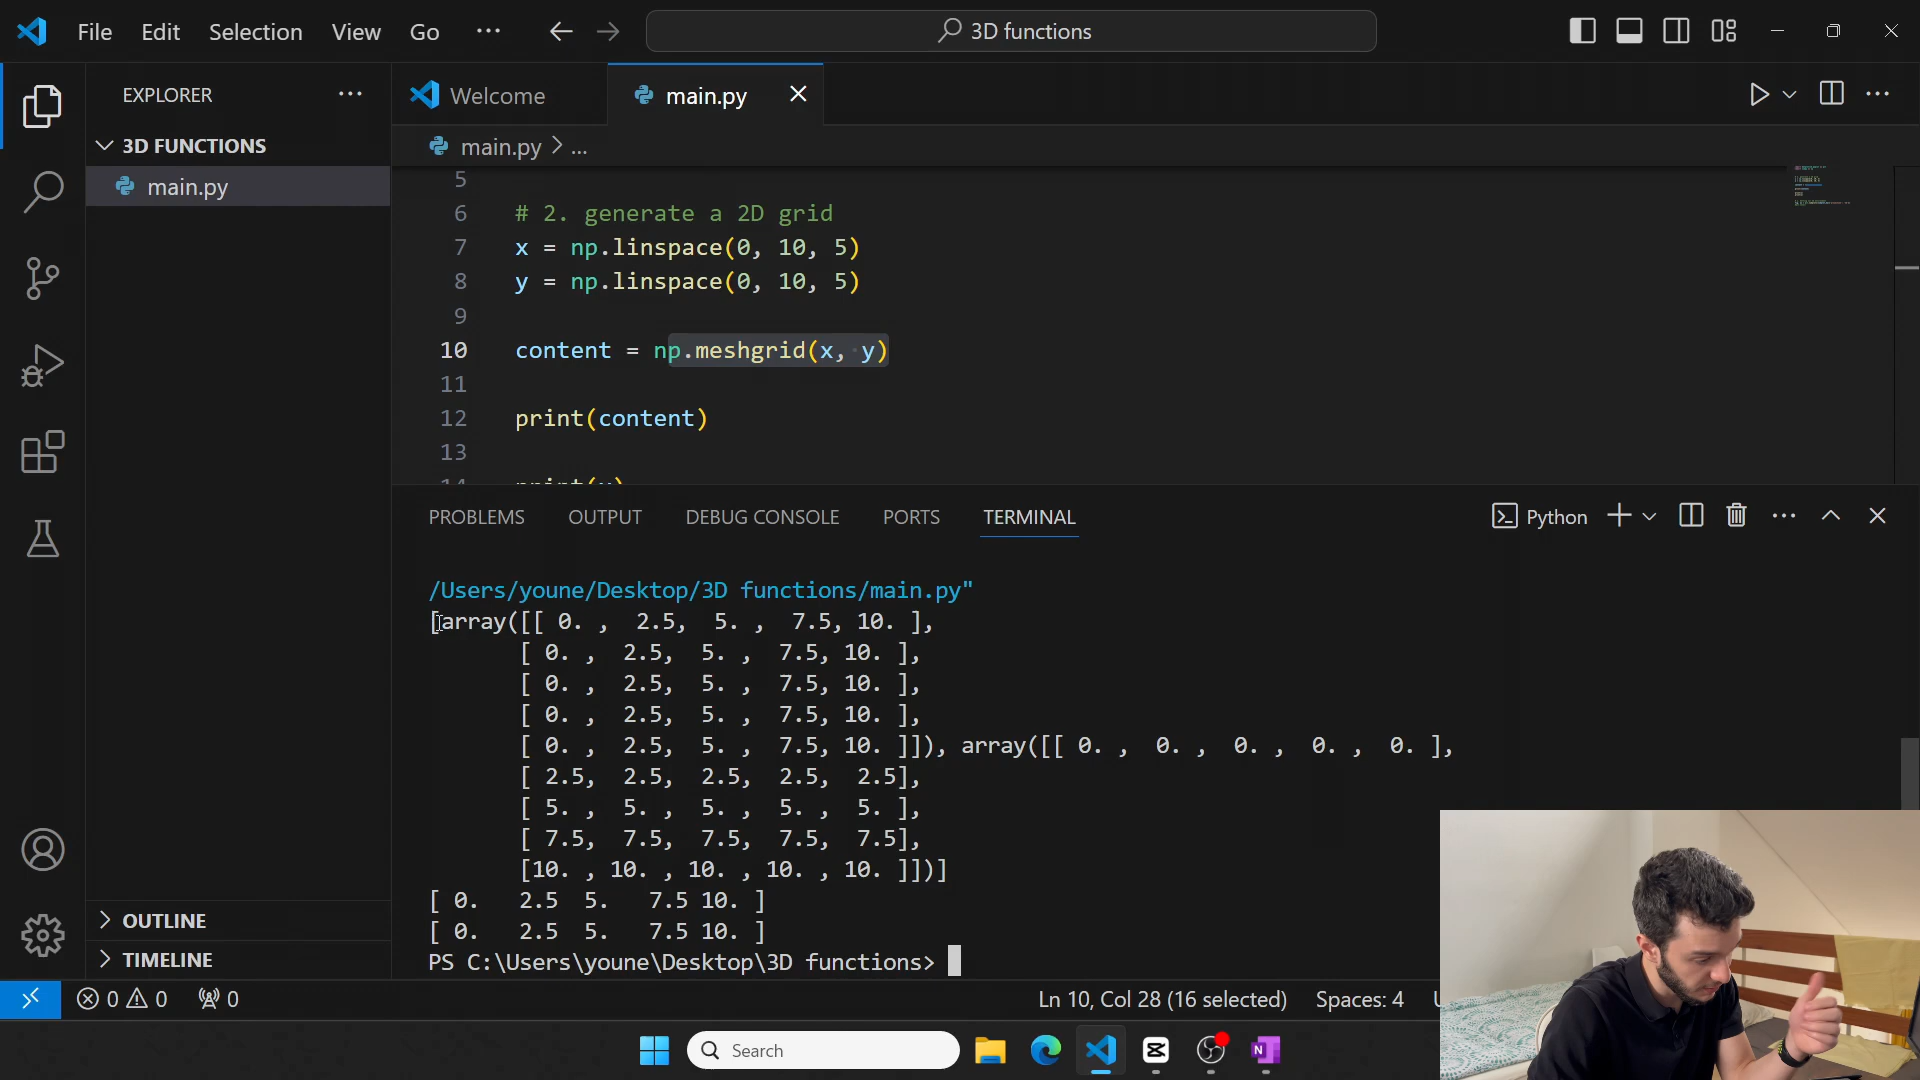 File Edit Selection View Go ··· 3D functions
EXPLORER ···
3D FUNCTIONS
main.py
OUTLINE
TIMELINE
Welcome main.py
main.py > ...
5
6 # 2. generate a 2D grid
7 x = np.linspace(0, 10, 5)
8 y = np.linspace(0, 10, 5)
9
10 content = np.meshgrid(x, y)
11
12 print(content)
13
PROBLEMS OUTPUT DEBUG CONSOLE PORTS TERMINAL Python
/Users/youne/Desktop/3D functions/main.py"
[array([[ 0. ,  2.5,  5. ,  7.5, 10. ],
[ 0. ,  2.5,  5. ,  7.5, 10. ],
[ 0. ,  2.5,  5. ,  7.5, 10. ],
[ 0. ,  2.5,  5. ,  7.5, 10. ],
[ 0. ,  2.5,  5. ,  7.5, 10. ]]), array([[ 0. ,  0. ,  0. ,  0. ,  0. ],
[ 2.5,  2.5,  2.5,  2.5,  2.5],
[ 5. ,  5. ,  5. ,  5. ,  5. ],
[ 7.5,  7.5,  7.5,  7.5,  7.5],
[10. , 10. , 10. , 10. , 10. ]])]
[ 0.   2.5  5.   7.5 10. ]
[ 0.   2.5  5.   7.5 10. ]
PS C:\Users\youne\Desktop\3D functions>
0 0 0 Ln 10, Col 28 (16 selected) Spaces: 4
Search